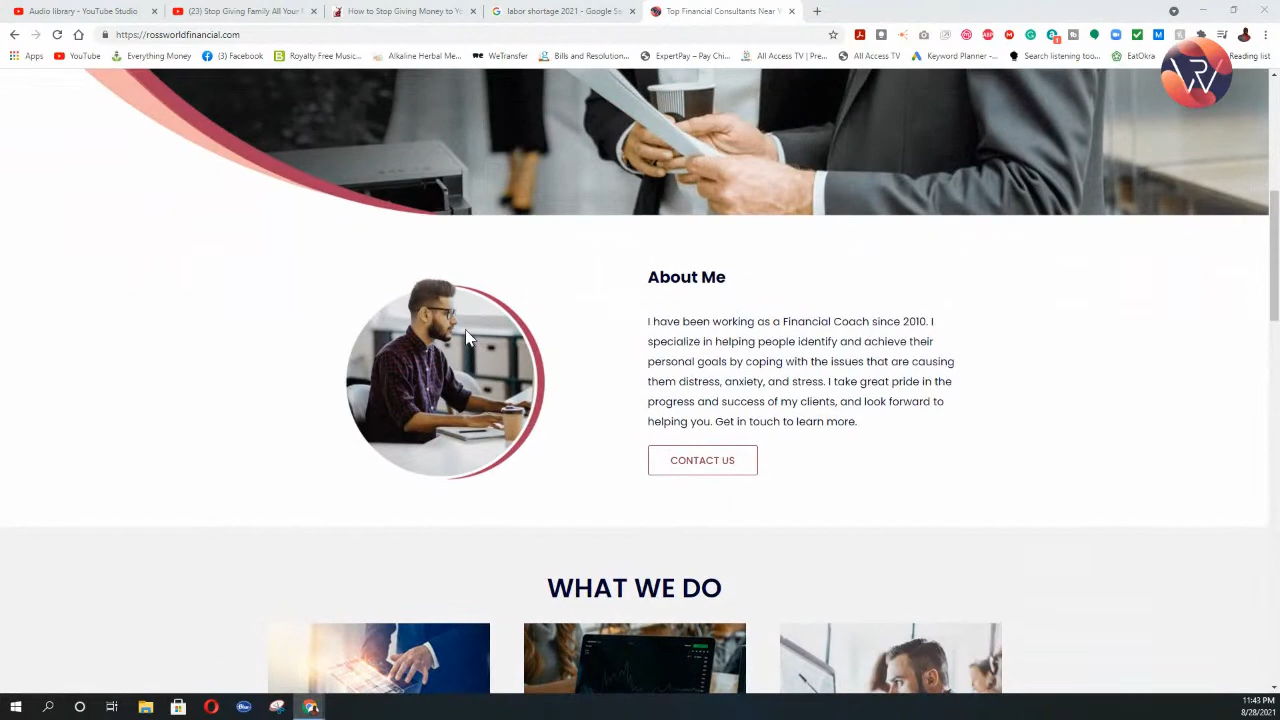 Audio library - YouTube Studio
(23) Stop Giving Family All Your
How to Stop Giving Money to Yo
labor shortage 2021 - Google Se
Top Financial Consultants Near Y
https://rossworldfinancial.com
Apps
YouTube
Everything Money
(3) Facebook
Royalty Free Music...
Alkaline Herbal Me...
WeTransfer
Bills and Resolution...
ExpertPay – Pay Chi...
All Access TV | Pre...
All Access TV
Keyword Planner -...
Search listening too...
EatOkra
Reading list
About Me
I have been working as a Financial Coach since 2010. I
specialize in helping people identify and achieve their
personal goals by coping with the issues that are causing
them distress, anxiety, and stress. I take great pride in the
progress and success of my clients, and look forward to
helping you. Get in touch to learn more.
CONTACT US
WHAT WE DO
11:43 PM
8/28/2021